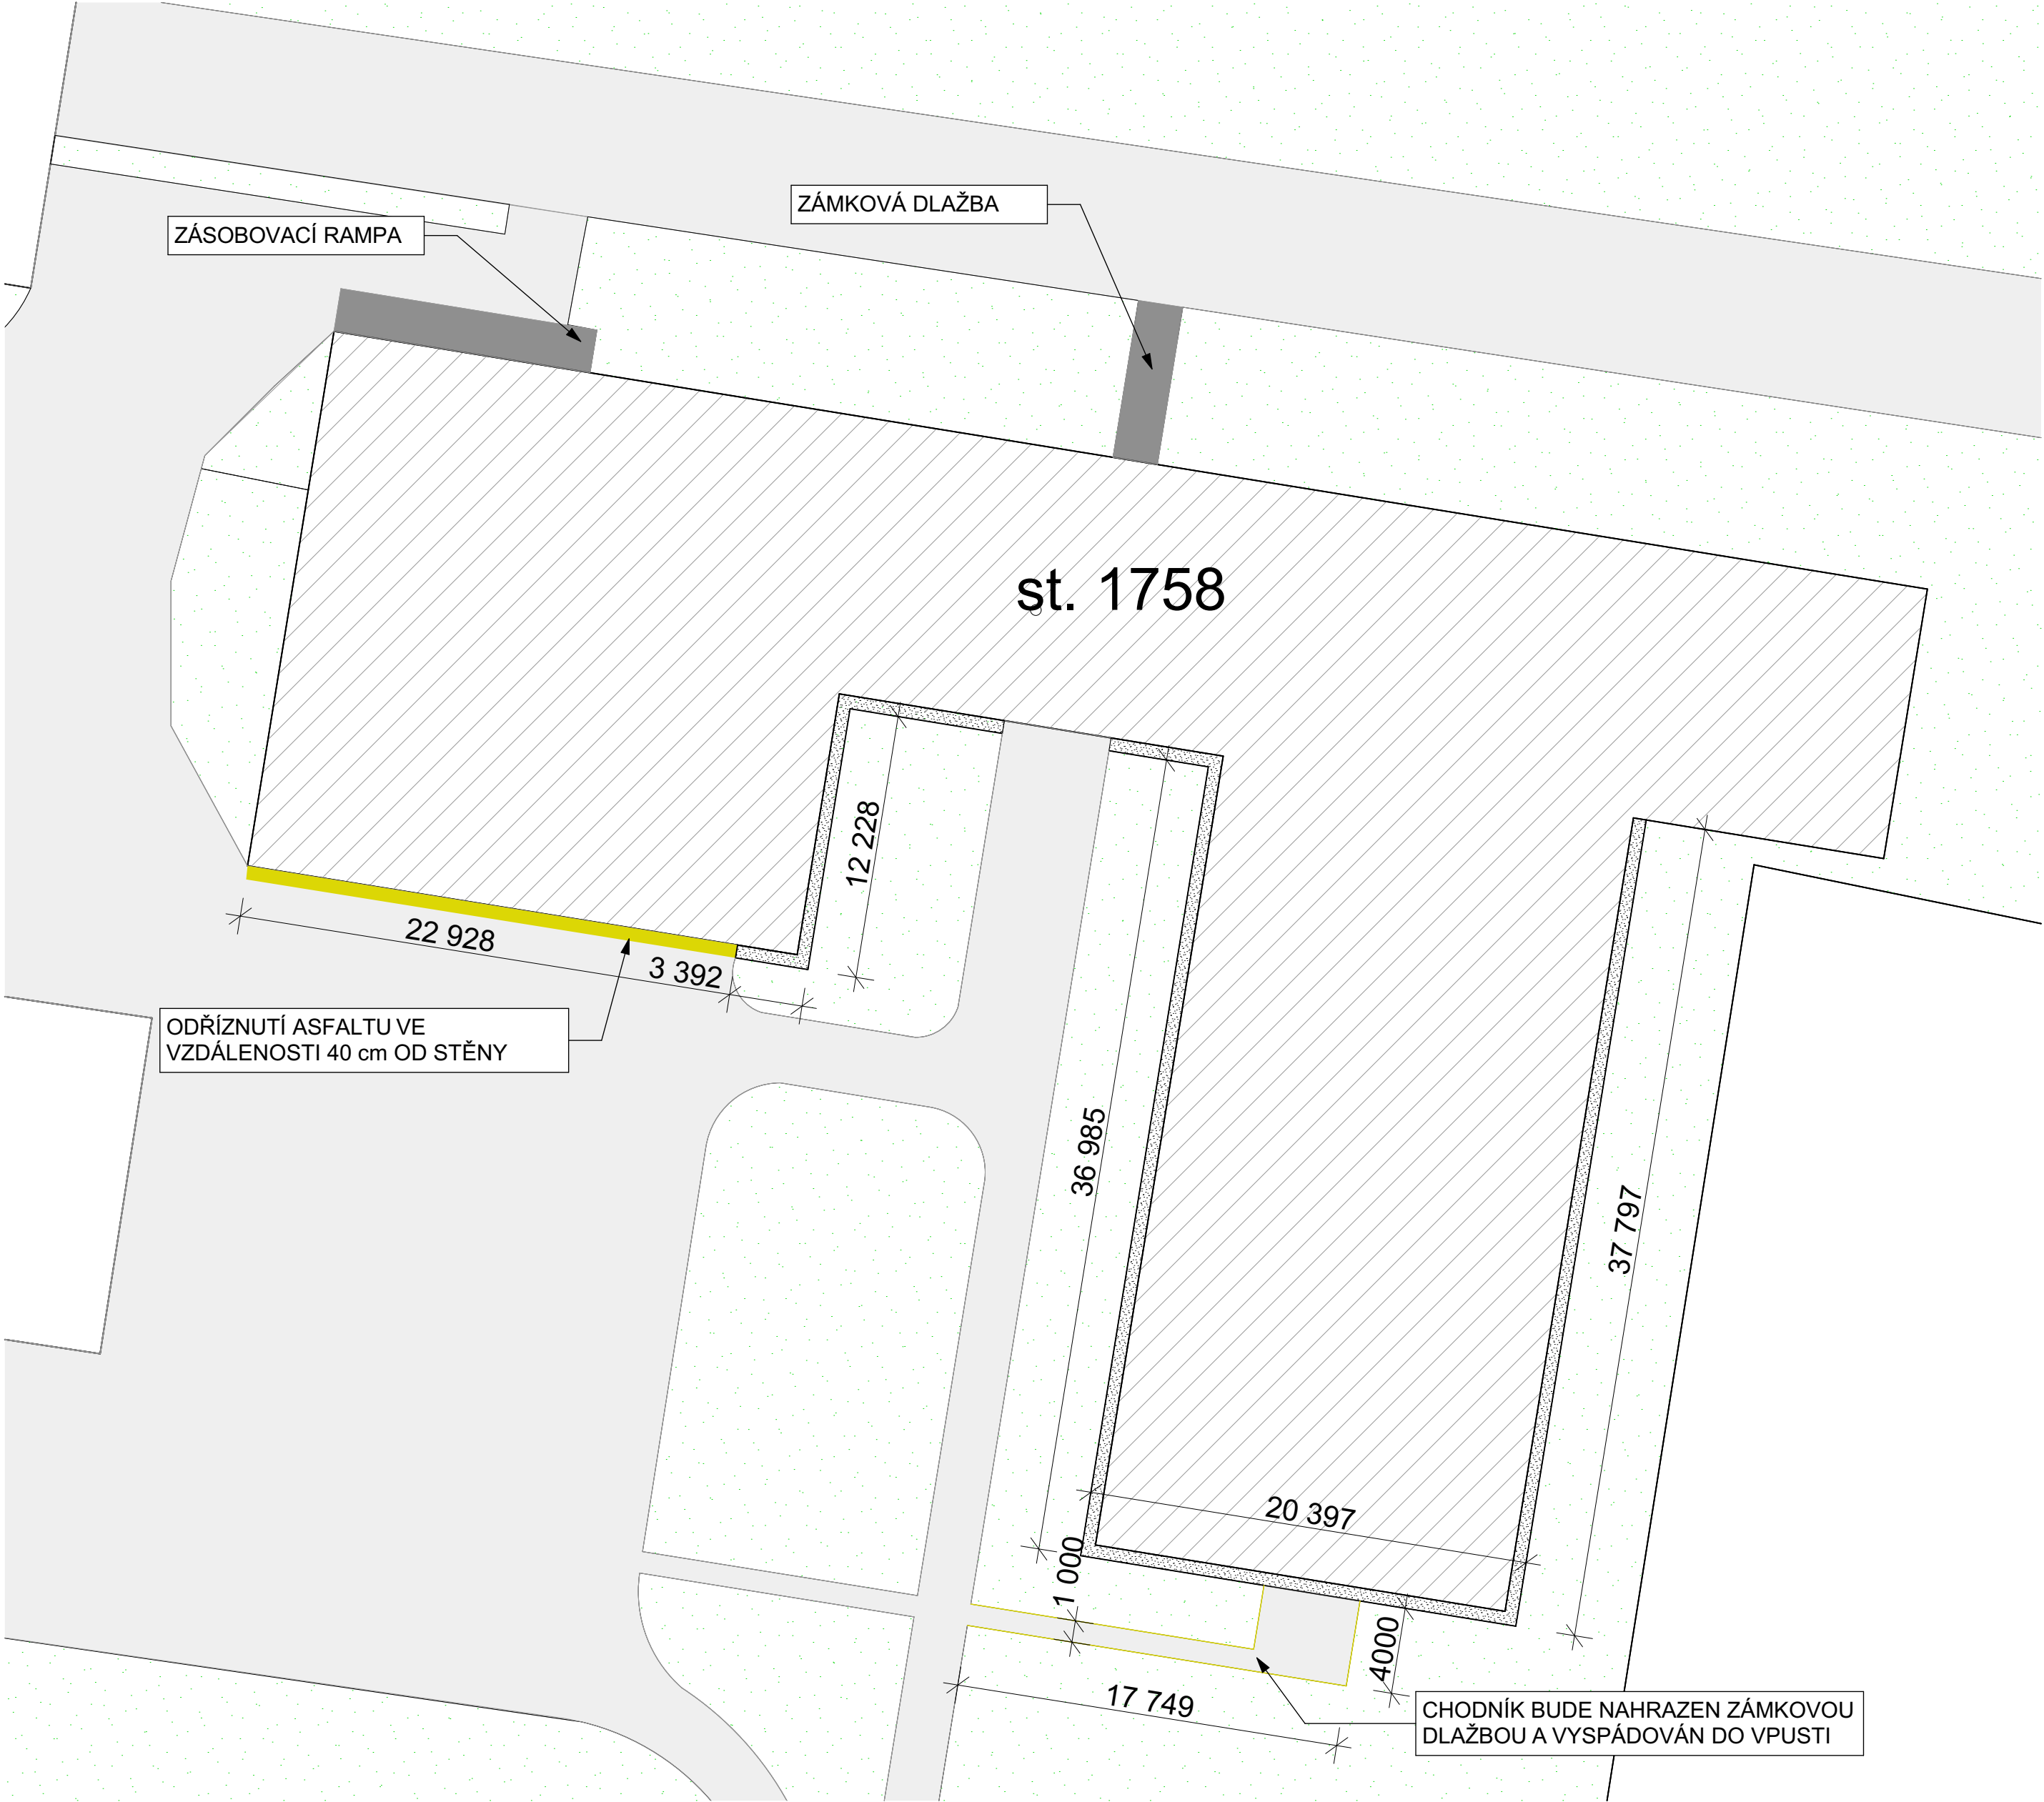 ZÁMKOVÁ DLAŽBA
ZÁSOBOVACÍ RAMPA
st. 1758
12 228
22 928
3 392
ODŘÍZNUTÍ ASFALTU VE
VZDÁLENOSTI 40 cm OD STĚNY
36 985
37 797
20 397
1 000
4000
17 749
CHODNÍK BUDE NAHRAZEN ZÁMKOVOU
DLAŽBOU A VYSPÁDOVÁN DO VPUSTI